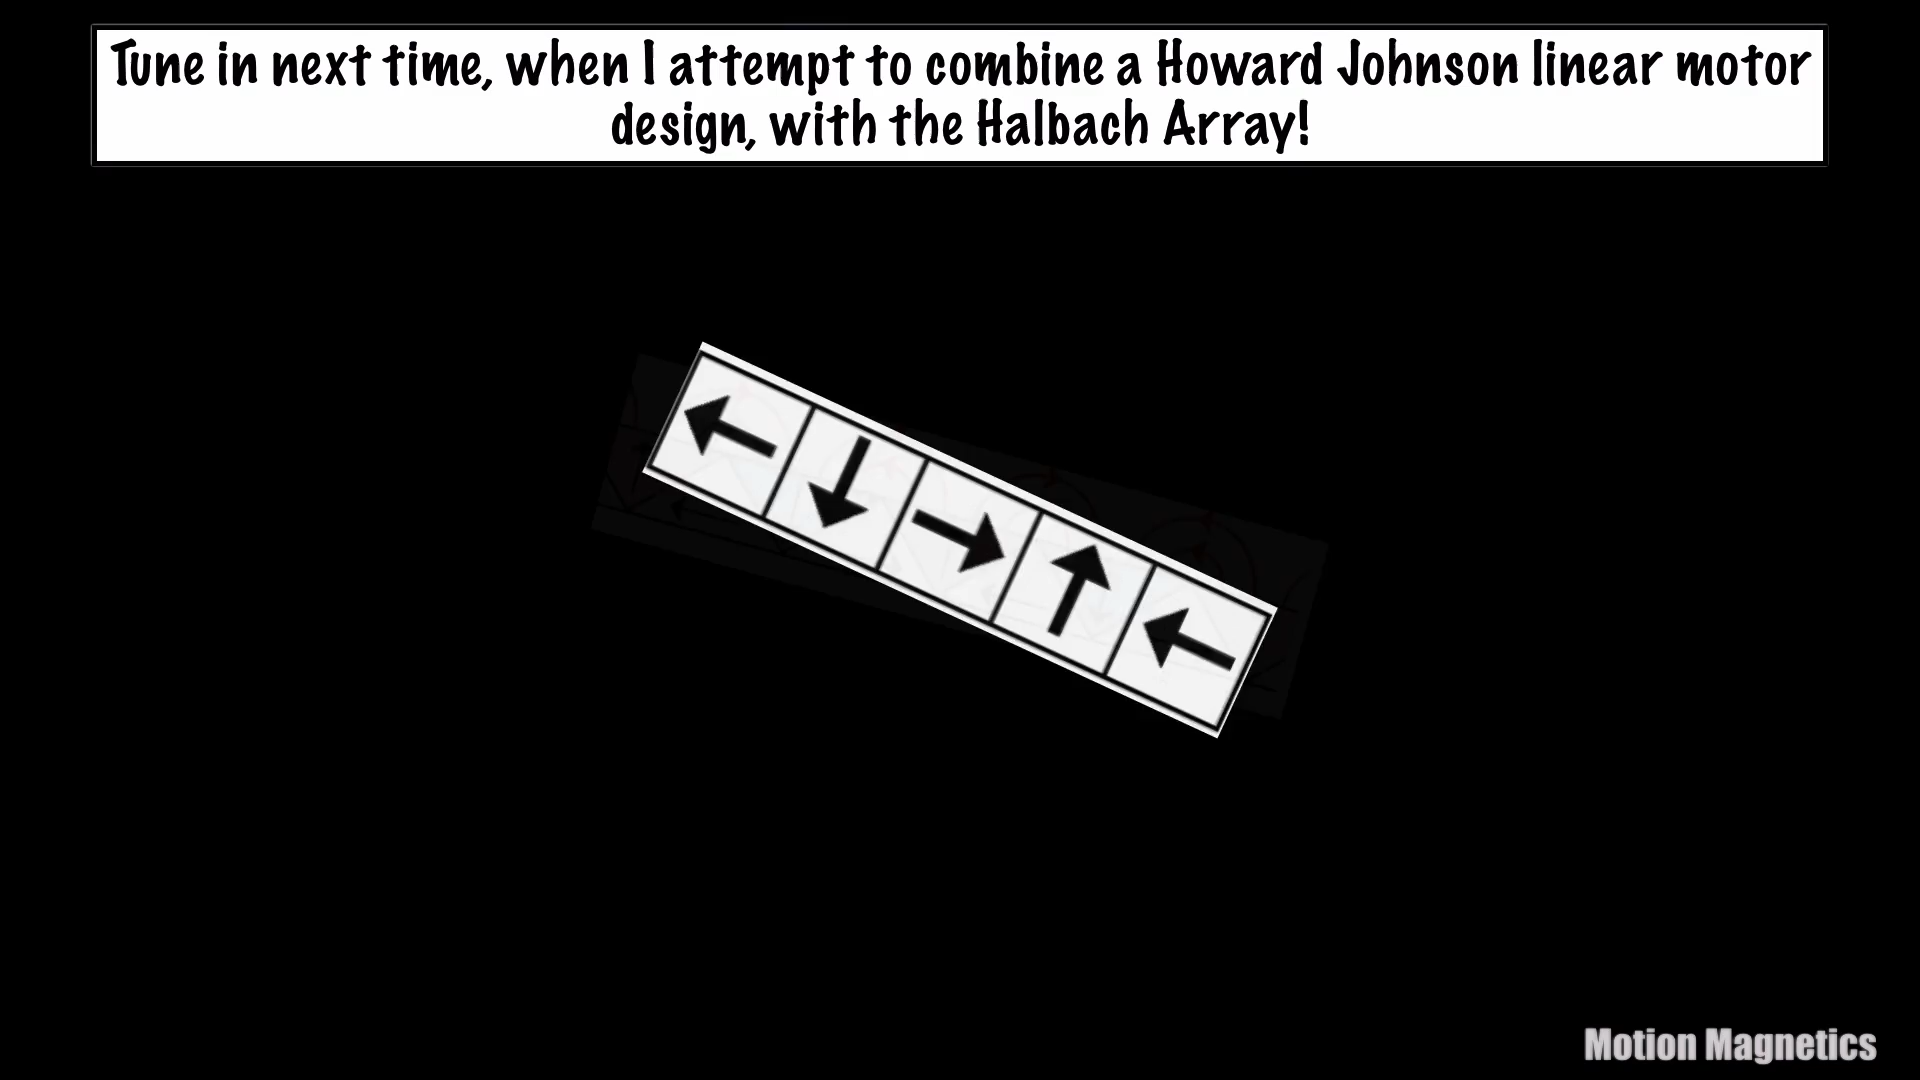 Tune in next time, when I attempt to combine a Howard Johnson linear motor
design, with the Halbach Array!
Motion Magnetics